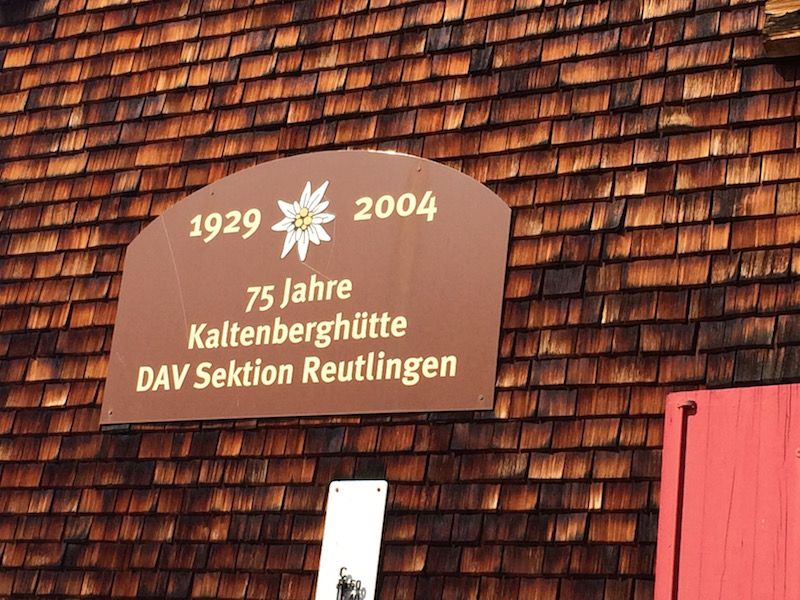 1929 2004
75 Jahre
Kaltenberghütte
DAV Sektion Reutlingen
C